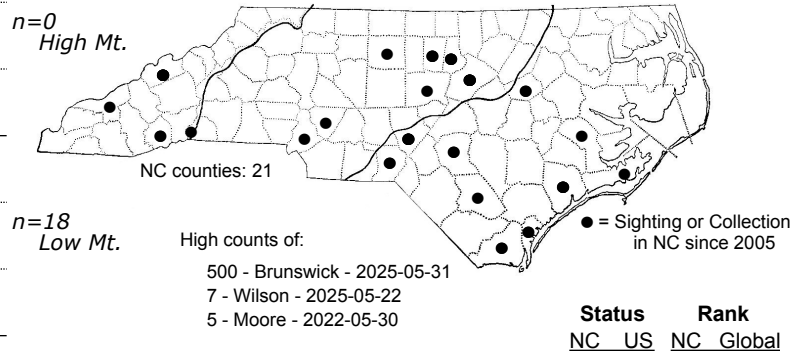 n=0
High Mt.
NC counties: 21
n=18
Low Mt.
High counts of:
500 - Brunswick - 2025-05-31
7 - Wilson - 2025-05-22
5 - Moore - 2022-05-30
● = Sighting or Collection
in NC since 2005
Status Rank
NC US NC Global